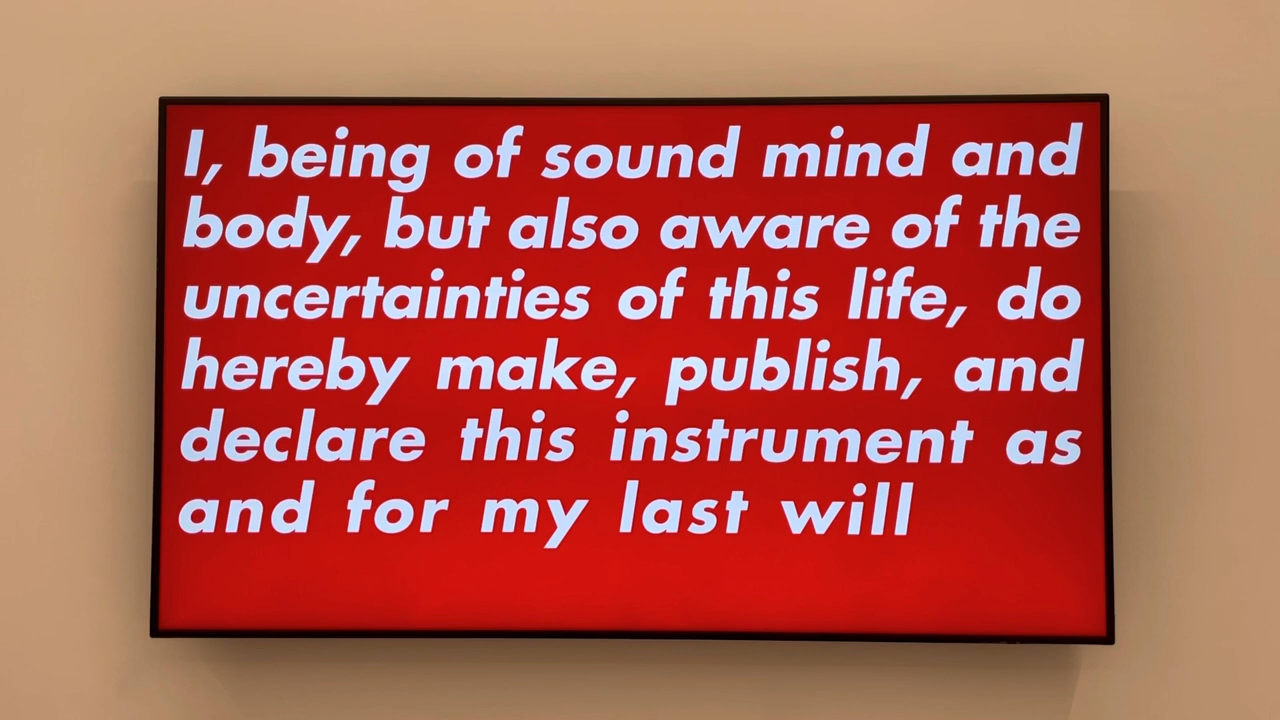 I, being of sound mind and
body, but also aware of the
uncertainties of this life, do
hereby make, publish, and
declare this instrument as
and for my last will